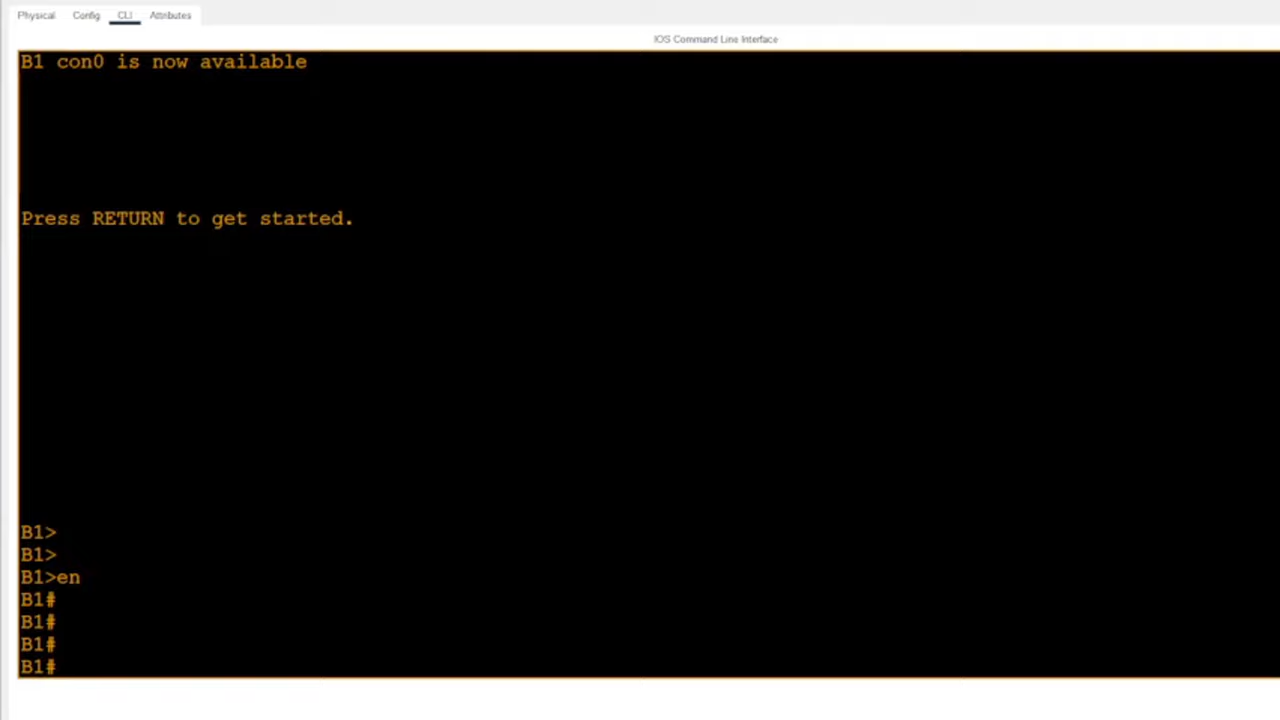 Physical Config CLI Attributes
IOS Command Line Interface
B1 con0 is now available
Press RETURN to get started.
B1>
B1>
B1>en
B1#
B1#
B1#
B1#